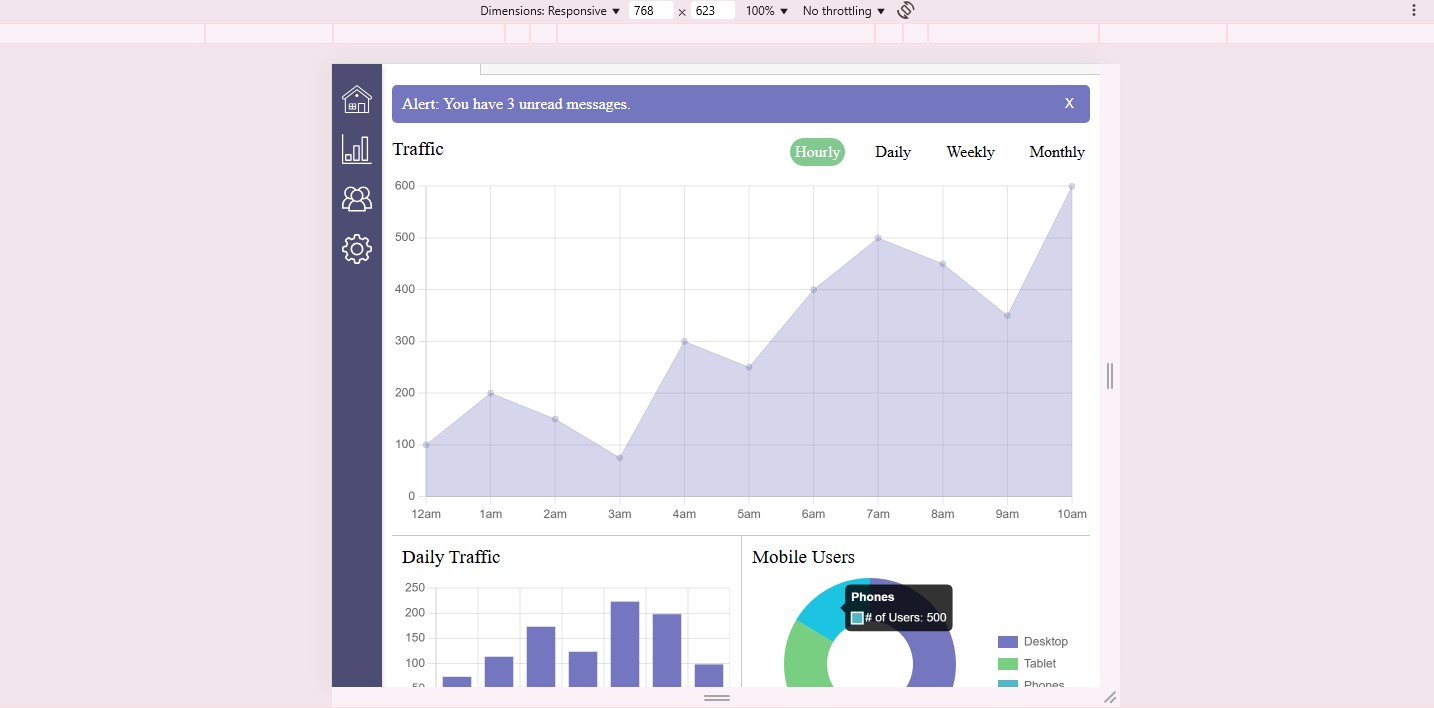 Dimensions: Responsive ▼ 768 × 623 100% ▼ No throttling ▼
Alert: You have 3 unread messages. X
Traffic Hourly Daily Weekly Monthly
600
500
400
300
200
100
0
12am 1am 2am 3am 4am 5am 6am 7am 8am 9am 10am
Daily Traffic
250
200
150
100
50
Mobile Users
Phones
# of Users: 500
Desktop
Tablet
Phones